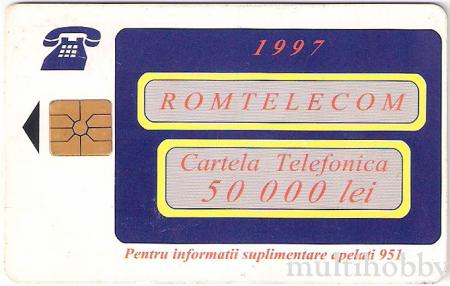 1997
ROMTELECOM
Cartela Telefonica
50 000 lei
Pentru informatii suplimentare apelati 951
multihobby